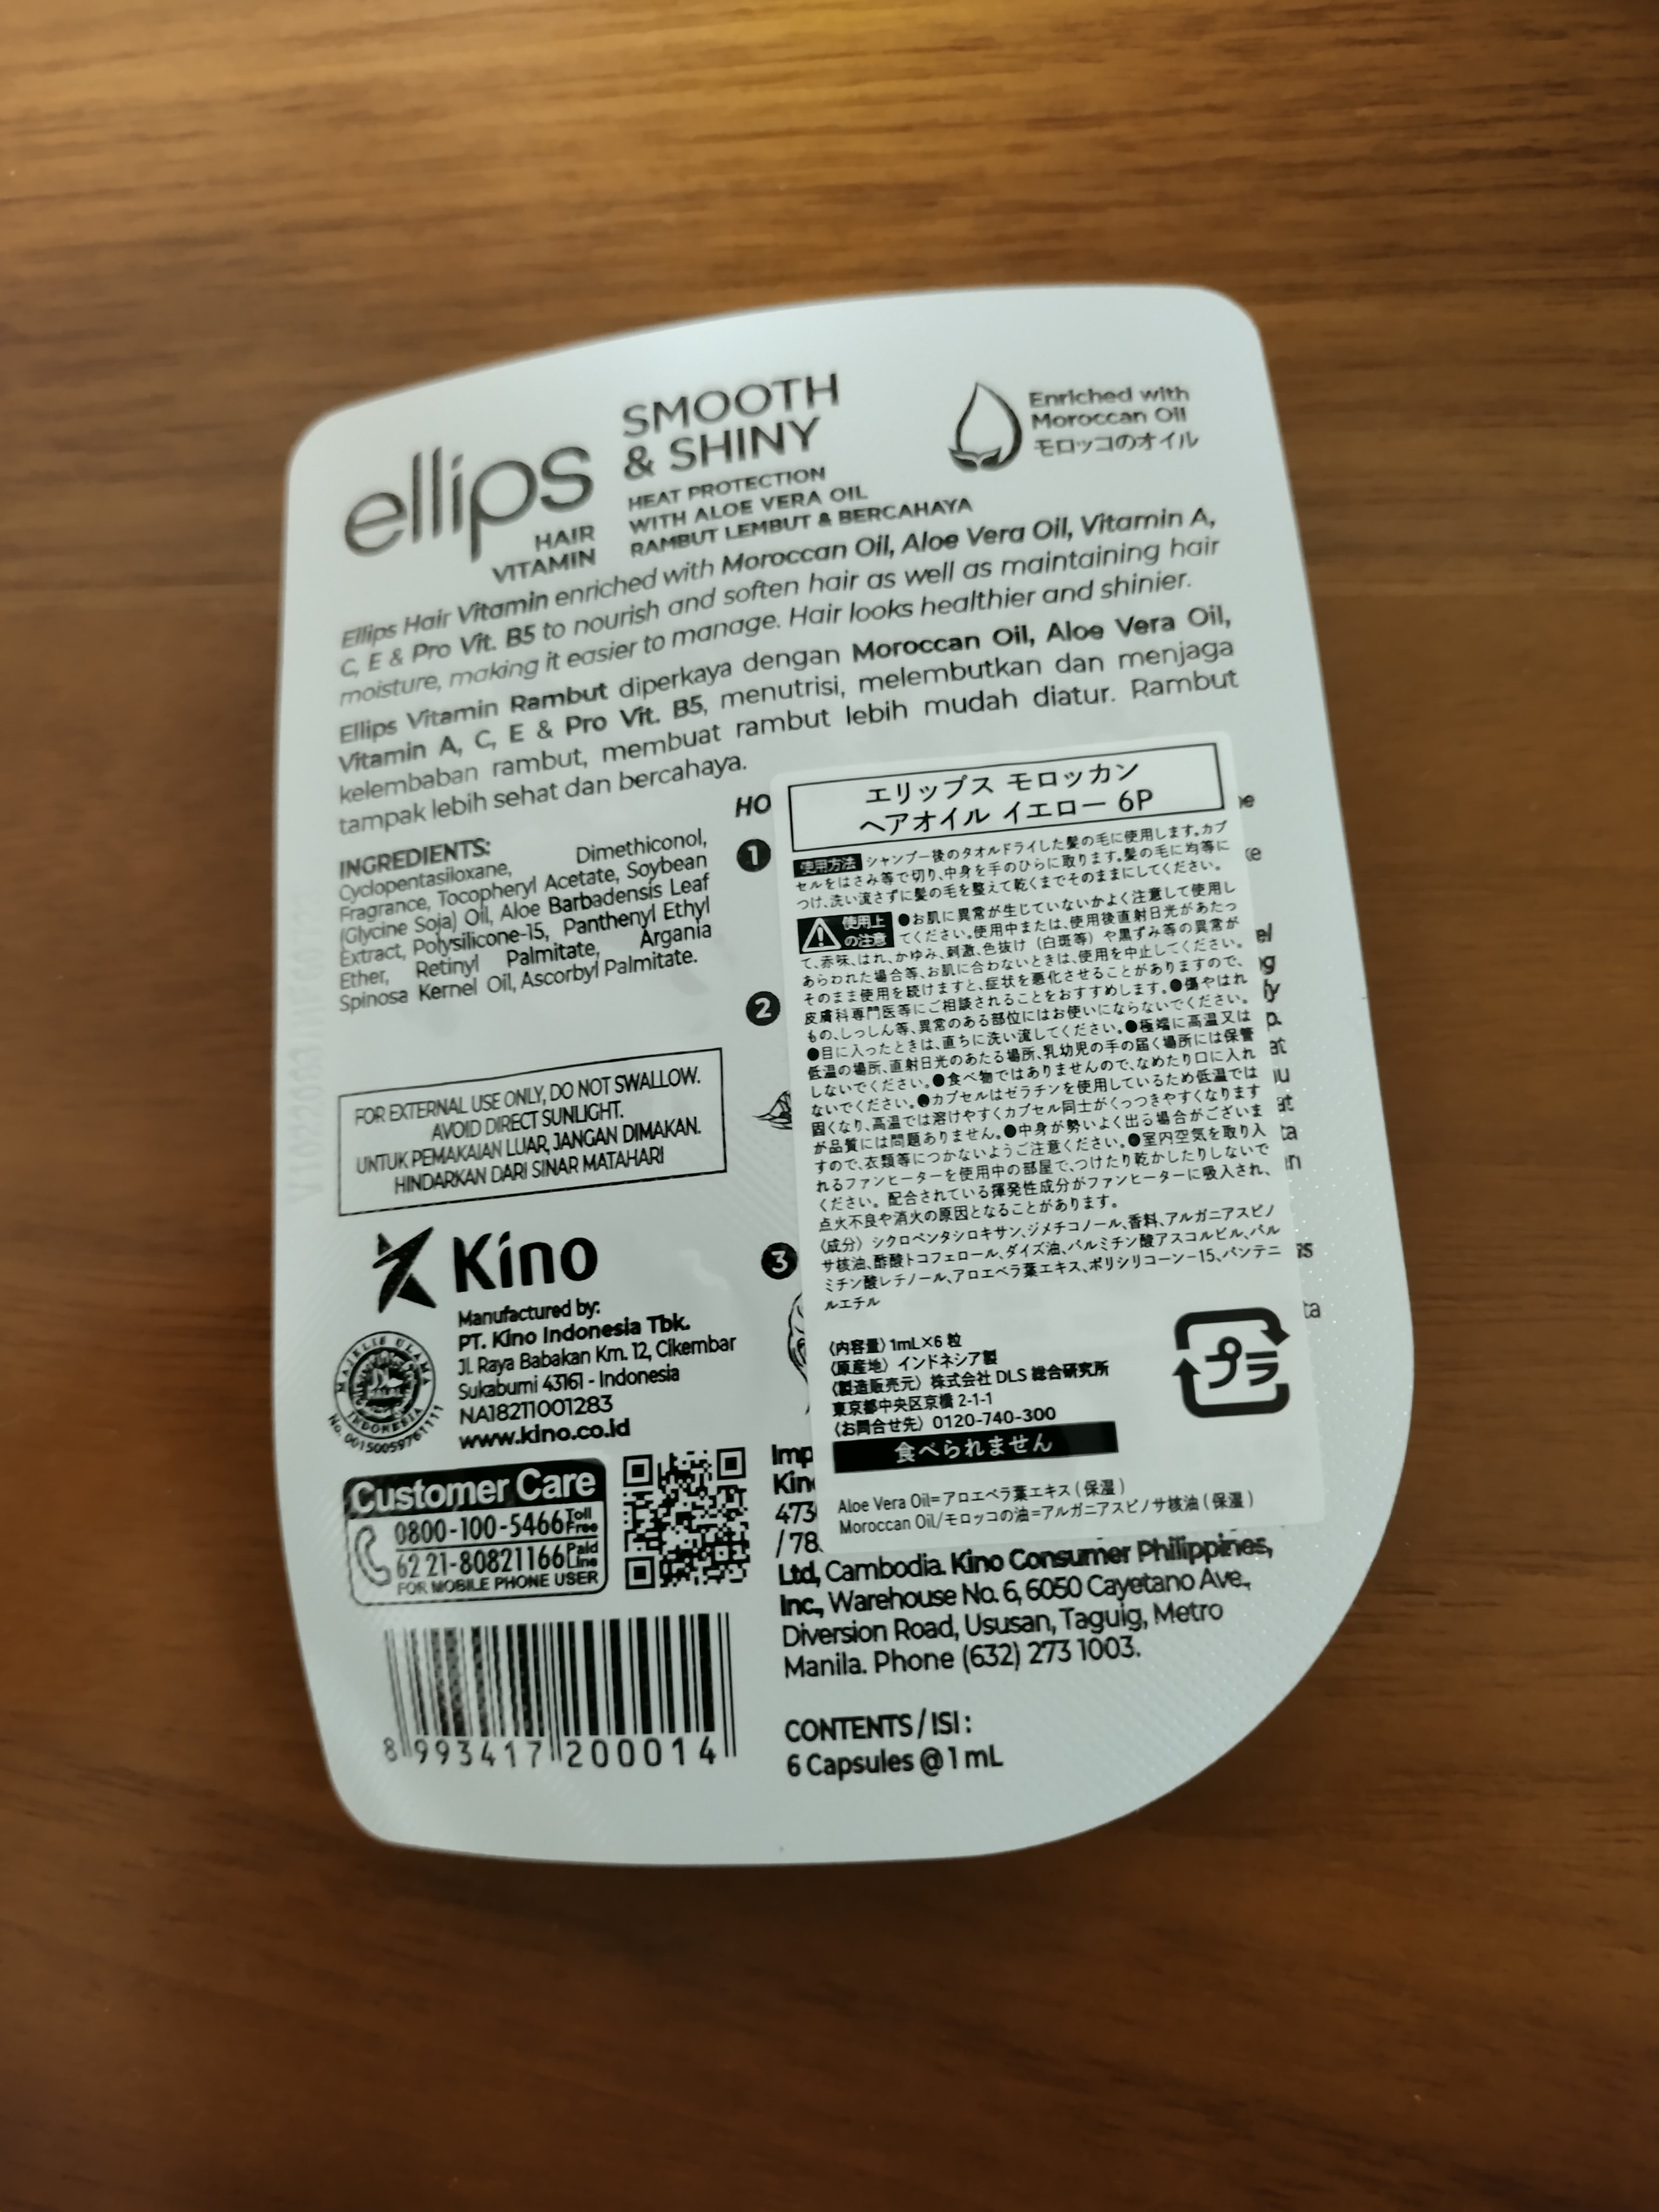 ellips
HAIR
VITAMIN
SMOOTH
& SHINY
HEAT PROTECTION
WITH ALOE VERA OIL
RAMBUT LEMBUT & BERCAHAYA
Enriched with
Moroccan Oil
モロッコのオイル
Ellips Hair Vitamin enriched with Moroccan Oil, Aloe Vera Oil, Vitamin A,
C, E & Pro Vit. B5 to nourish and soften hair as well as maintaining hair
moisture, making it easier to manage. Hair looks healthier and shinier.
Ellips Vitamin Rambut diperkaya dengan Moroccan Oil, Aloe Vera Oil,
Vitamin A, C, E & Pro Vit. B5, menutrisi, melembutkan dan menjaga
kelembaban rambut, membuat rambut lebih mudah diatur. Rambut
tampak lebih sehat dan bercahaya.
INGREDIENTS:
Cyclopentasiloxane, Dimethiconol,
Fragrance, Tocopheryl Acetate, Soybean
(Glycine Soja) Oil, Aloe Barbadensis Leaf
Extract, Polysilicone-15, Panthenyl Ethyl
Ether, Retinyl Palmitate, Argania
Spinosa Kernel Oil, Ascorbyl Palmitate.
FOR EXTERNAL USE ONLY, DO NOT SWALLOW.
AVOID DIRECT SUNLIGHT.
UNTUK PEMAKAIAN LUAR, JANGAN DIMAKAN.
HINDARKAN DARI SINAR MATAHARI
Kino
Manufactured by:
PT. Kino Indonesia Tbk.
Jl. Raya Babakan Km. 12, Cikembar
Sukabumi 43161 - Indonesia
NA18211001283
www.kino.co.id
MAJELIS ULAMA
INDONESIA
No. 00150059761111
Customer Care
0800-100-5466 Toll Free
62 21-80821166 Paid Line
FOR MOBILE PHONE USER
8 993417 200014
HO
1
2
3
エリップス モロッカン
ヘアオイル イエロー 6P
使用方法 シャンプー後のタオルドライした髪の毛に使用します。カプ
セルをはさみ等で切り、中身を手のひらに取ります。髪の毛に均等に
つけ、洗い流さずに髪の毛を整えて乾くまでそのままにしてください。
使用上の注意 ●お肌に異常が生じていないかよく注意して使用し
てください。使用中または、使用後直射日光があたっ
て、赤味、はれ、かゆみ、刺激、色抜け（白斑等）や黒ずみ等の異常が
あらわれた場合等、お肌に合わないときは、使用を中止してください。
そのまま使用を続けますと、症状を悪化させることがありますので、
皮膚科専門医等にご相談されることをおすすめします。●傷やはれ
もの、しっしん等、異常のある部位にはお使いにならないでください。
●目に入ったときは、直ちに洗い流してください。●極端に高温又は
低温の場所、直射日光のあたる場所、乳幼児の手の届く場所には保管
しないでください。●食べ物ではありませんので、なめたり口に入れ
ないでください。●カプセルはゼラチンを使用しているため低温では
固くなり、高温では溶けやすくカプセル同士がくっつきやすくなります
が品質には問題ありません。●中身が勢いよく出る場合がございま
すので、衣類等につかないようご注意ください。●室内空気を取り入
れるファンヒーターを使用中の部屋で、つけたり乾かしたりしないで
ください。配合されている揮発性成分がファンヒーターに吸入され、
点火不良や消火の原因となることがあります。
〈成分〉シクロペンタシロキサン、ジメチコノール、香料、アルガニアスピノ
サ核油、酢酸トコフェロール、ダイズ油、パルミチン酸アスコルビル、パル
ミチン酸レチノール、アロエベラ葉エキス、ポリシリコーン-15、パンテニ
ルエチル
〈内容量〉1mL×6 粒
〈原産地〉インドネシア製
〈製造販売元〉株式会社 DLS 総合研究所
東京都中央区京橋 2-1-1
〈お問合せ先〉0120-740-300
食べられません
プラ
Aloe Vera Oil=アロエベラ葉エキス（保湿）
Moroccan Oil/モロッコの油=アルガニアスピノサ核油（保湿）
Imp
Kin
473
/ 78
Ltd, Cambodia. Kino Consumer Philippines,
Inc., Warehouse No. 6, 6050 Cayetano Ave.,
Diversion Road, Ususan, Taguig, Metro
Manila. Phone (632) 273 1003.
CONTENTS / ISI :
6 Capsules @ 1 mL